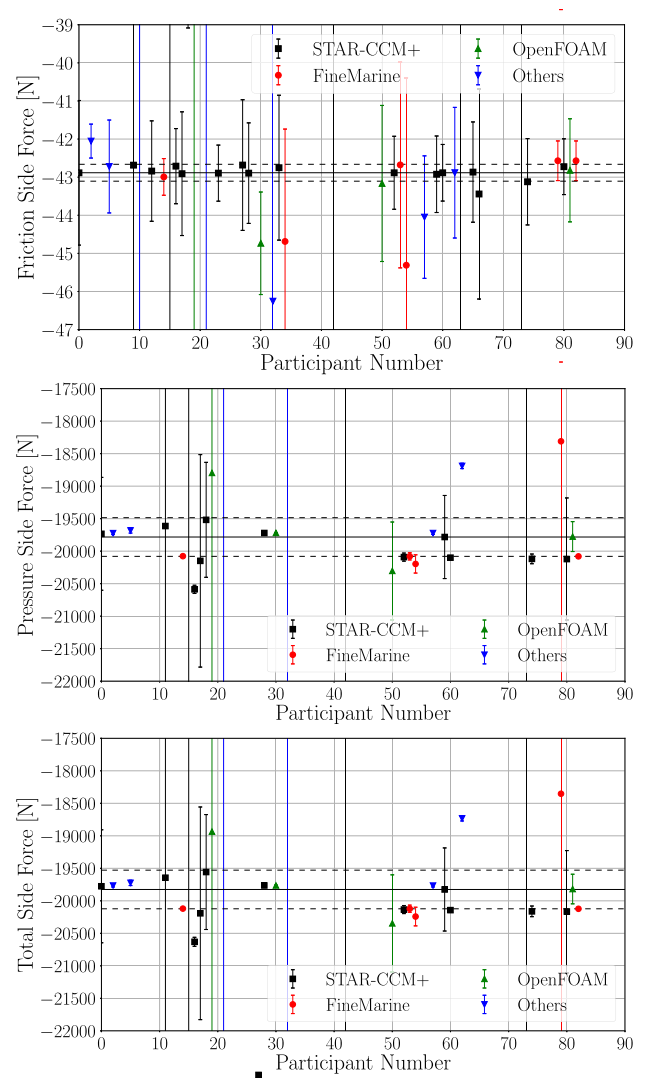 −39
−40
−41
−42
−43
−44
−45
−46
−47
Friction Side Force [N]
STAR-CCM+
FineMarine
OpenFOAM
Others
0 10 20 30 40 50 60 70 80 90
Participant Number
−17500
−18000
−18500
−19000
−19500
−20000
−20500
−21000
−21500
−22000
Pressure Side Force [N]
STAR-CCM+
FineMarine
OpenFOAM
Others
0 10 20 30 40 50 60 70 80 90
Participant Number
−17500
−18000
−18500
−19000
−19500
−20000
−20500
−21000
−21500
−22000
Total Side Force [N]
STAR-CCM+
FineMarine
OpenFOAM
Others
0 10 20 30 40 50 60 70 80 90
Participant Number